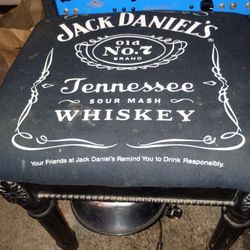 JACK DANIEL'S
Old
No.7
BRAND
Tennessee
SOUR MASH
WHISKEY
Your Friends at Jack Daniel's Remind You to Drink Responsibly.